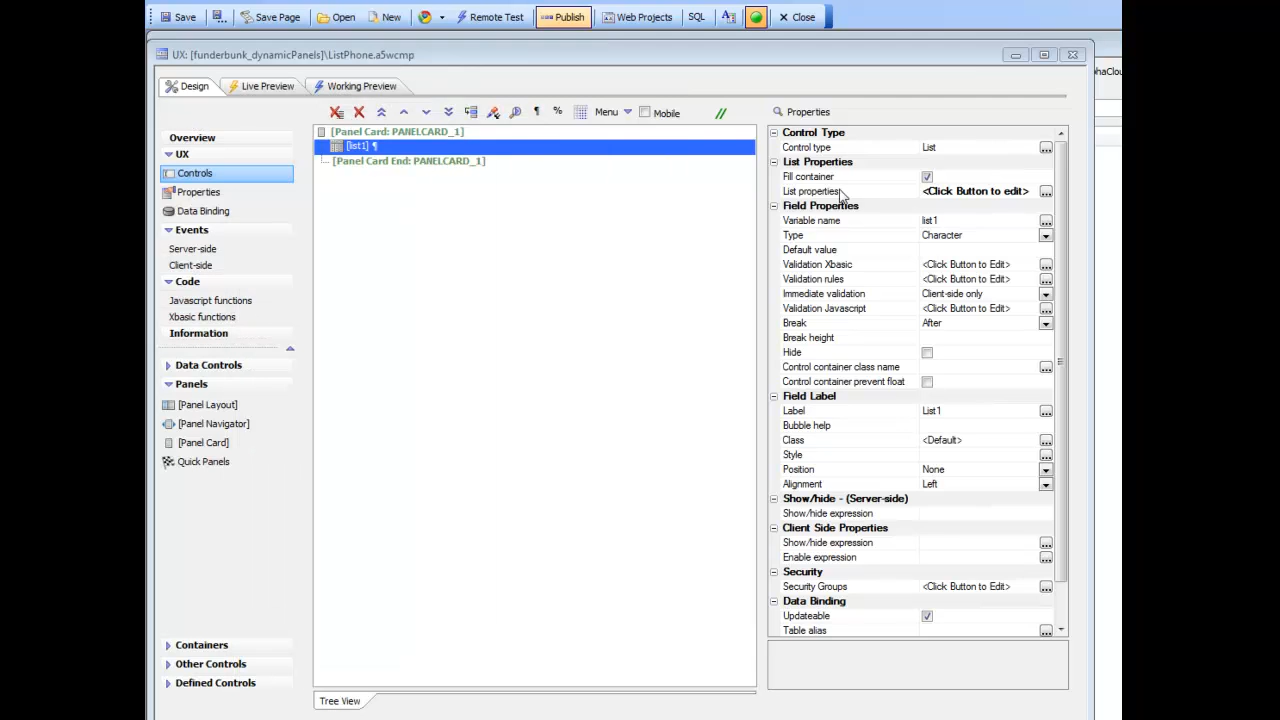 Save Save Page Open New Remote Test Publish Web Projects SQL A Close
UX: [funderbunk_dynamicPanels]\ListPhone.a5wcmp
haClou
Design Live Preview Working Preview
¶ % Menu Mobile // Properties
Overview
UX
Controls
Properties
Data Binding
Events
Server-side
Client-side
Code
Javascript functions
Xbasic functions
Information
Data Controls
Panels
[Panel Layout]
[Panel Navigator]
[Panel Card]
Quick Panels
Containers
Other Controls
Defined Controls
[Panel Card: PANELCARD_1]
[list1] ¶
[Panel Card End: PANELCARD_1]
Tree View
Control Type
Control type List ...
List Properties
Fill container
List properties <Click Button to edit> ...
Field Properties
Variable name list1 ...
Type Character
Default value
Validation Xbasic <Click Button to Edit> ...
Validation rules <Click Button to Edit> ...
Immediate validation Client-side only
Validation Javascript <Click Button to Edit> ...
Break After
Break height
Hide
Control container class name ...
Control container prevent float
Field Label
Label List1 ...
Bubble help
Class <Default> ...
Style ...
Position None
Alignment Left
Show/hide - (Server-side)
Show/hide expression
Client Side Properties
Show/hide expression ...
Enable expression ...
Security
Security Groups <Click Button to Edit> ...
Data Binding
Updateable
Table alias ...